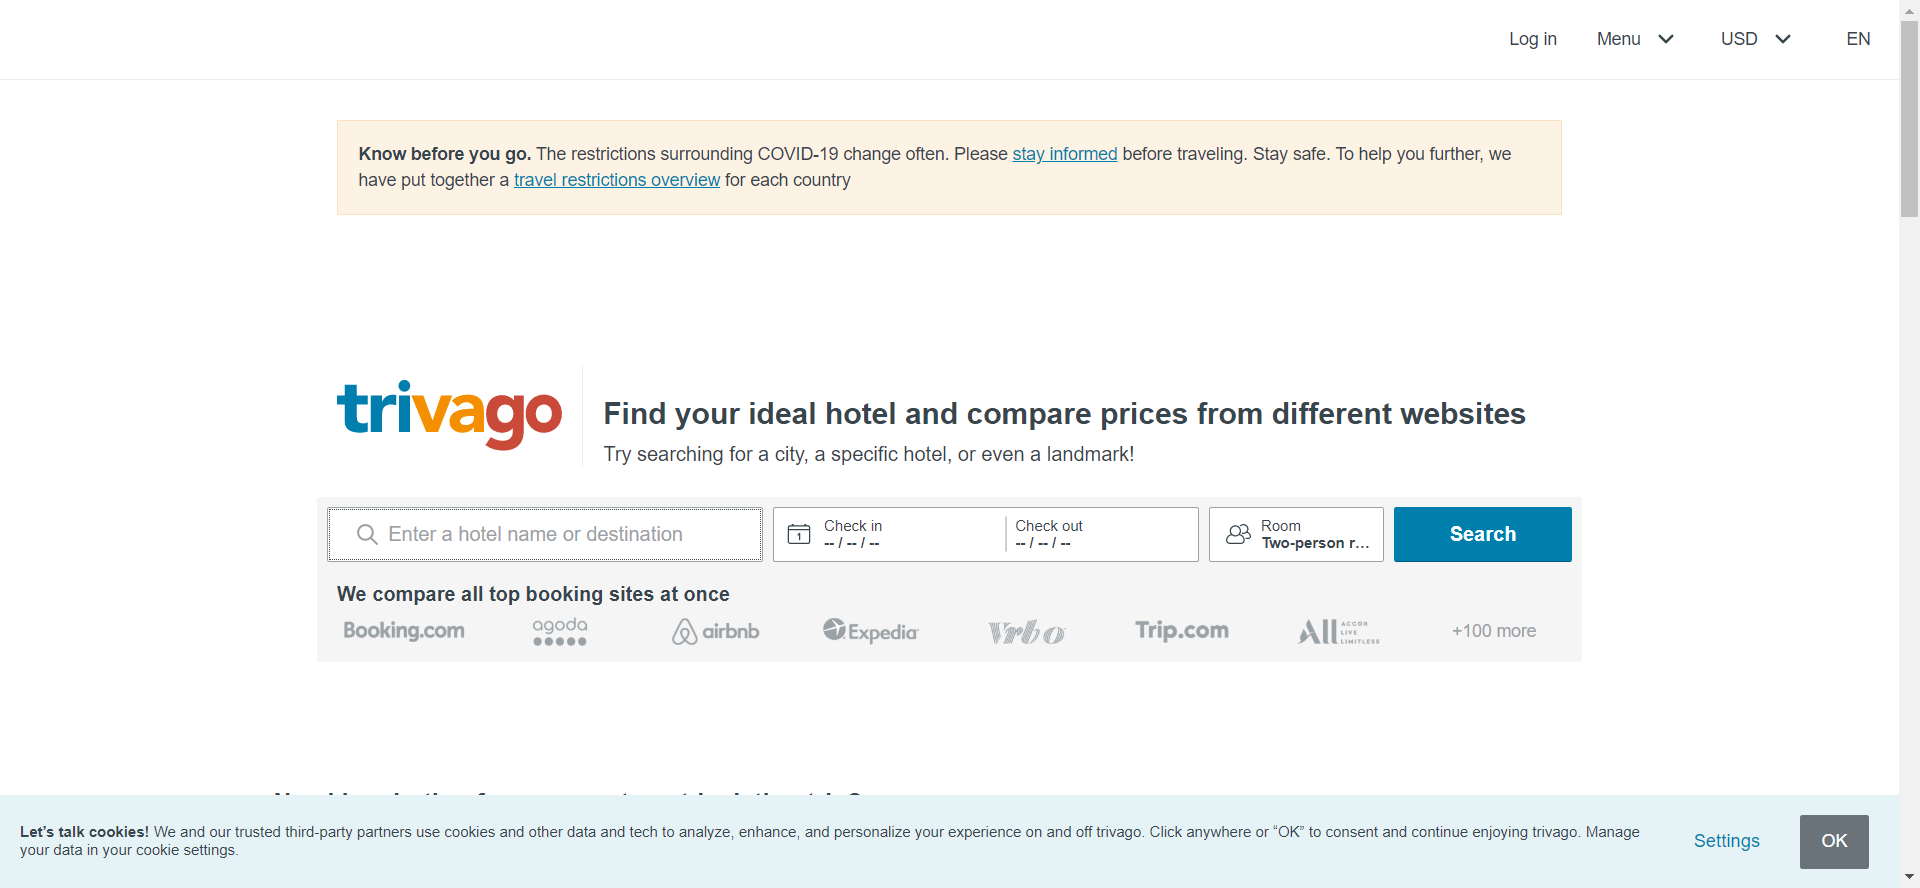 Log in Menu USD EN
Know before you go. The restrictions surrounding COVID-19 change often. Please stay informed before traveling. Stay safe. To help you further, we
have put together a travel restrictions overview for each country
trivago
Find your ideal hotel and compare prices from different websites
Try searching for a city, a specific hotel, or even a landmark!
Enter a hotel name or destination
1
Check in
-- / -- / --
Check out
-- / -- / --
Room
Two-person r...
Search
We compare all top booking sites at once
Booking.com agoda airbnb Expedia Vrbo Trip.com ALL ACCOR LIVE LIMITLESS +100 more
Let's talk cookies! We and our trusted third-party partners use cookies and other data and tech to analyze, enhance, and personalize your experience on and off trivago. Click anywhere or “OK” to consent and continue enjoying trivago. Manage
your data in your cookie settings.
Settings
OK